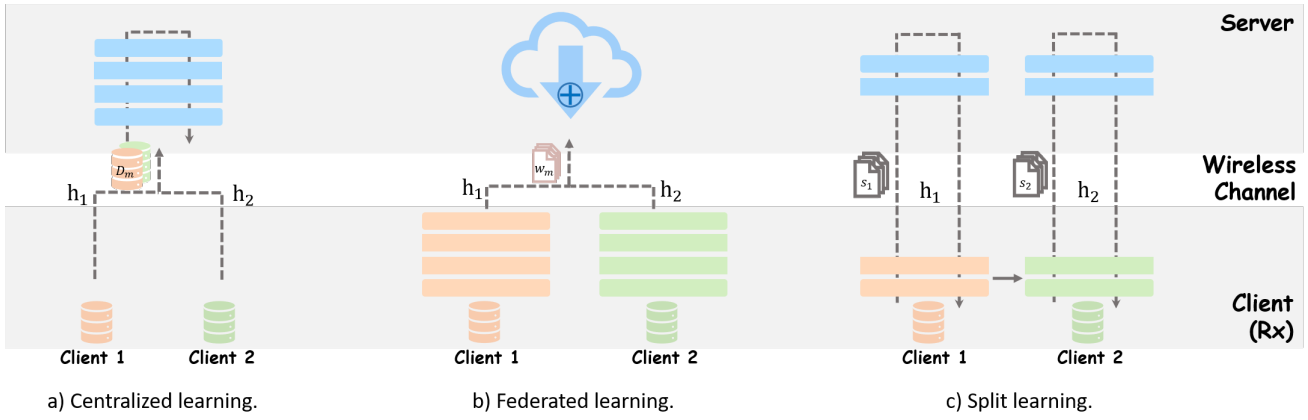 Server
D_m
w_m
s_1
s_2
Wireless
Channel
h_1
h_2
h_1
h_2
h_1
h_2
Client
(Rx)
Client 1
Client 2
Client 1
Client 2
Client 1
Client 2
a) Centralized learning.
b) Federated learning.
c) Split learning.